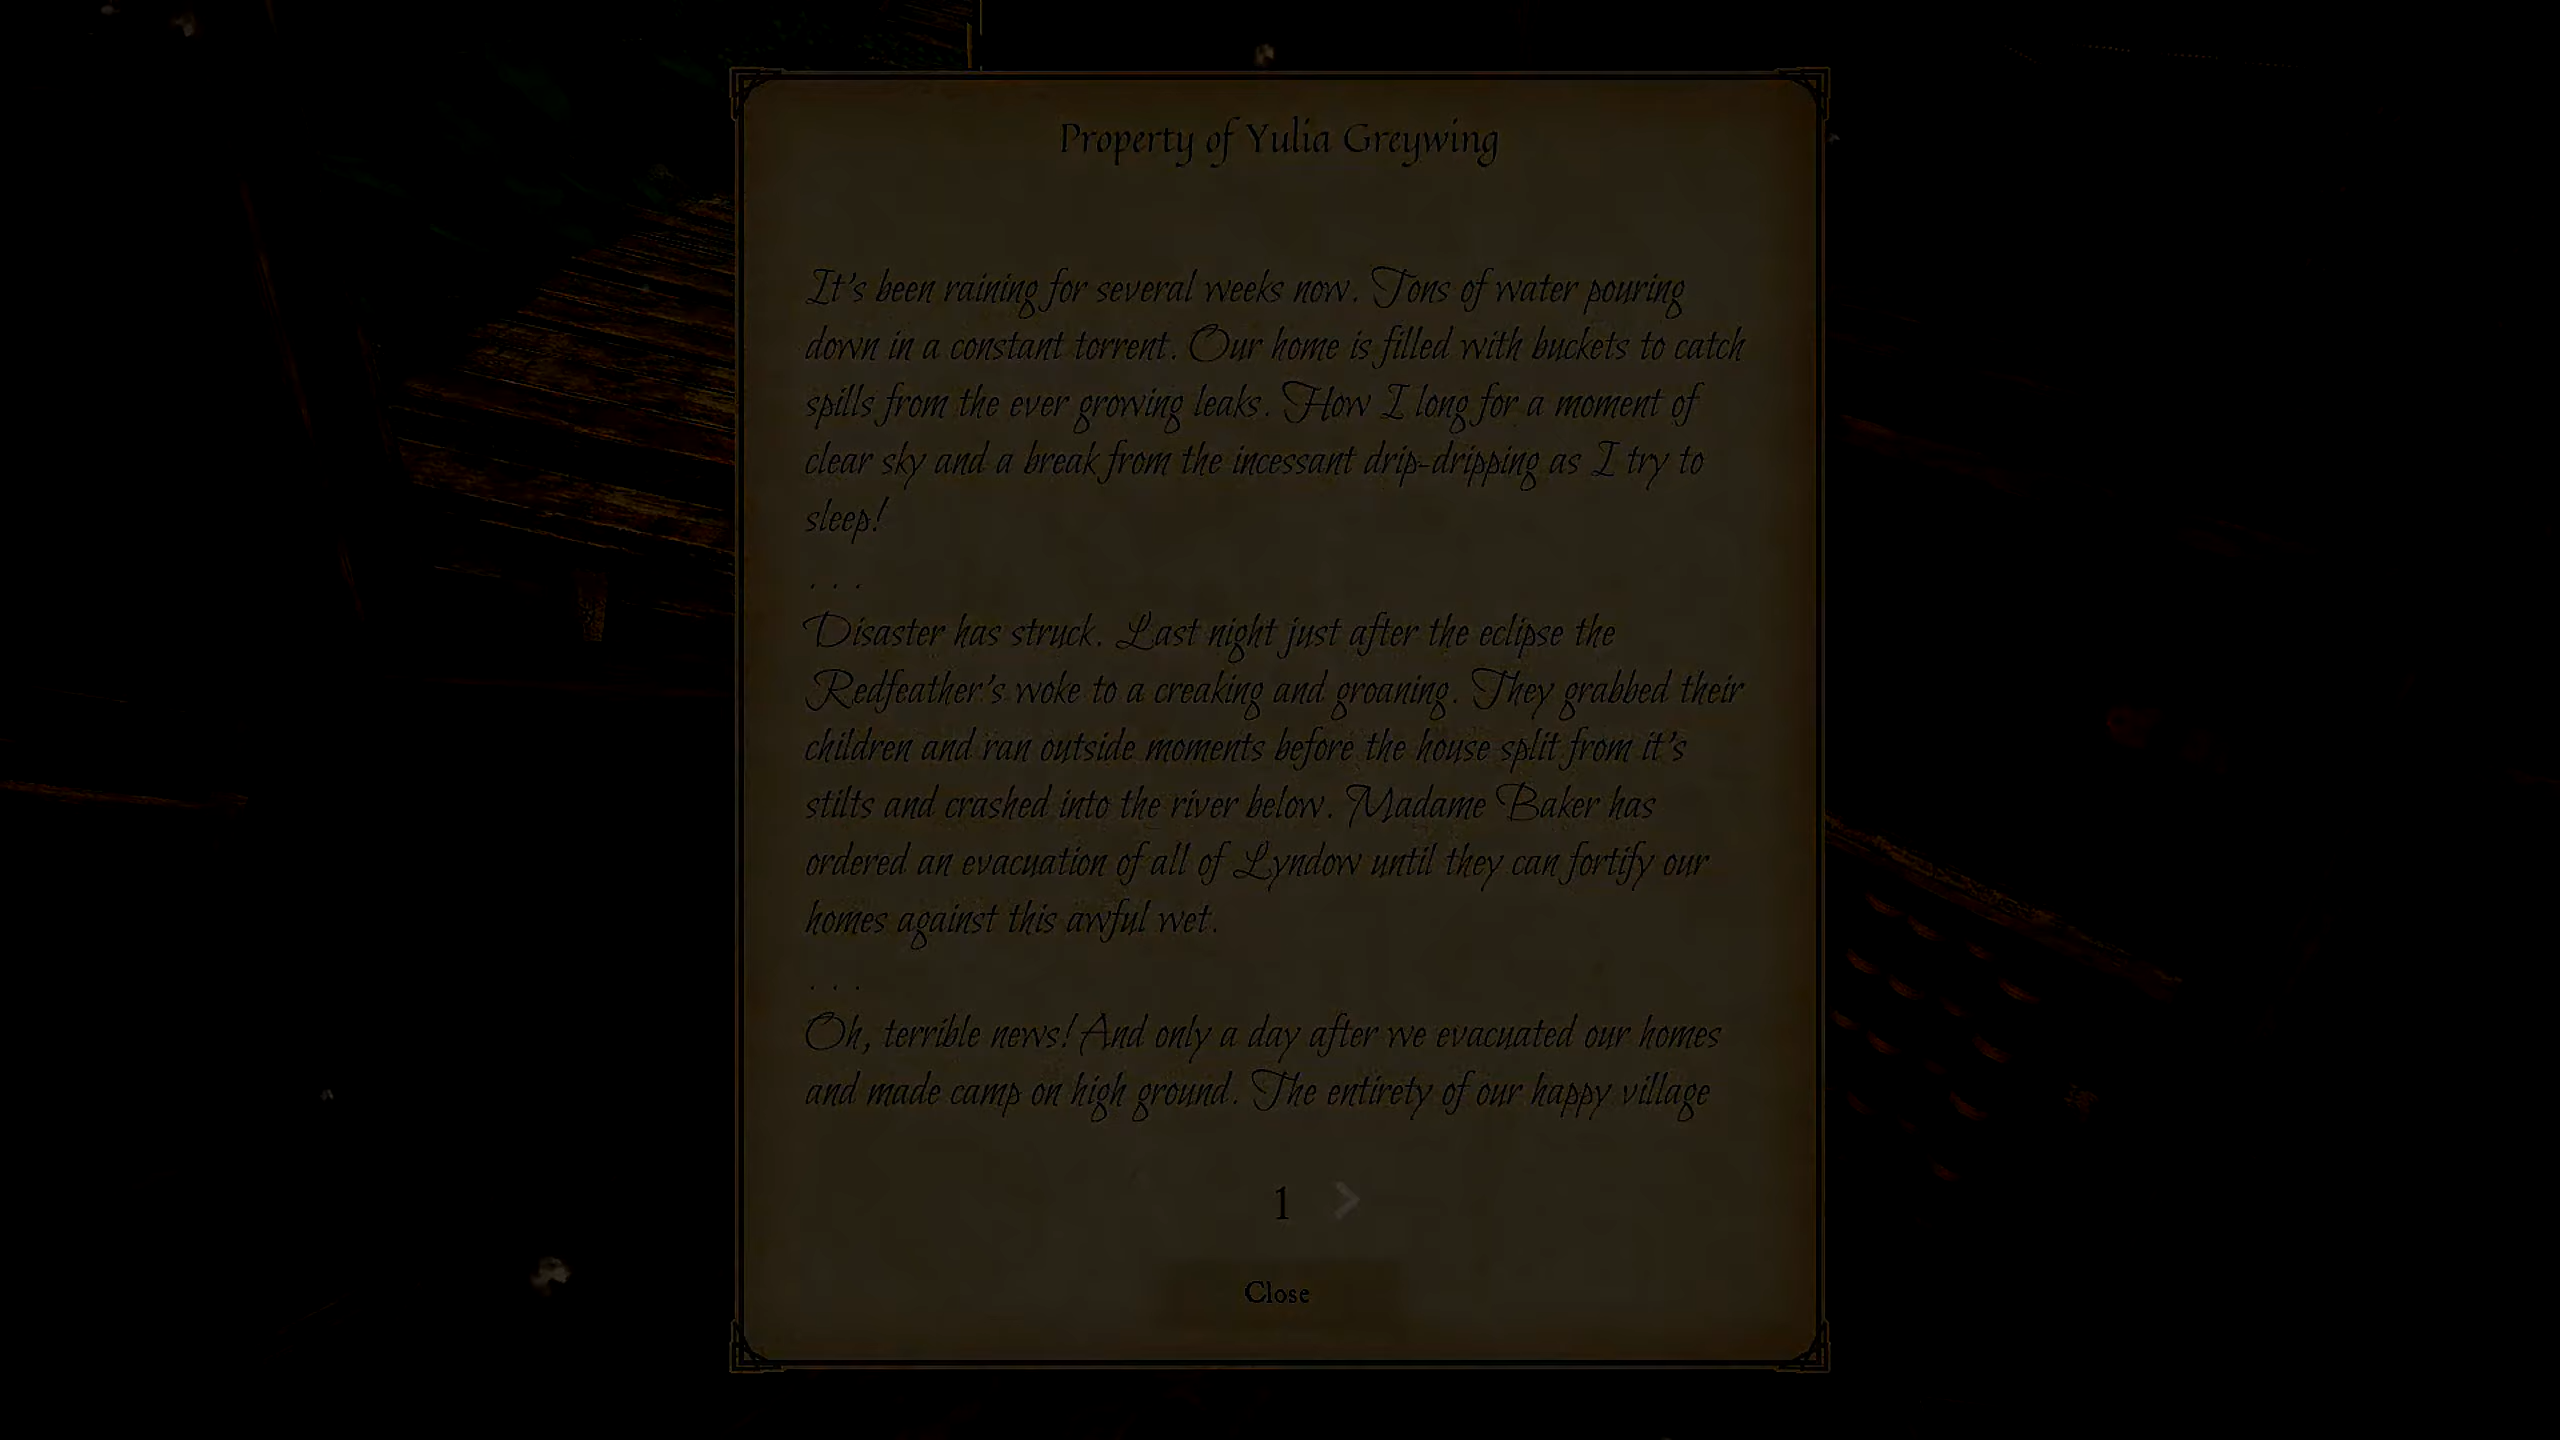 Property of Yulia Greywing
It's been raining for several weeks now. Tons of water pouring
down in a constant torrent. Our home is filled with buckets to catch
spills from the ever growing leaks. How I long for a moment of
clear sky and a break from the incessant drip-dripping as I try to
sleep!
. . .
Disaster has struck. Last night just after the eclipse the
Redfeather's woke to a creaking and groaning. They grabbed their
children and ran outside moments before the house split from it's
stilts and crashed into the river below. Madame Baker has
ordered an evacuation of all of Lyndow until they can fortify our
homes against this awful wet.
. . .
Oh, terrible news! And only a day after we evacuated our homes
and made camp on high ground. The entirety of our happy village
1 >
Close